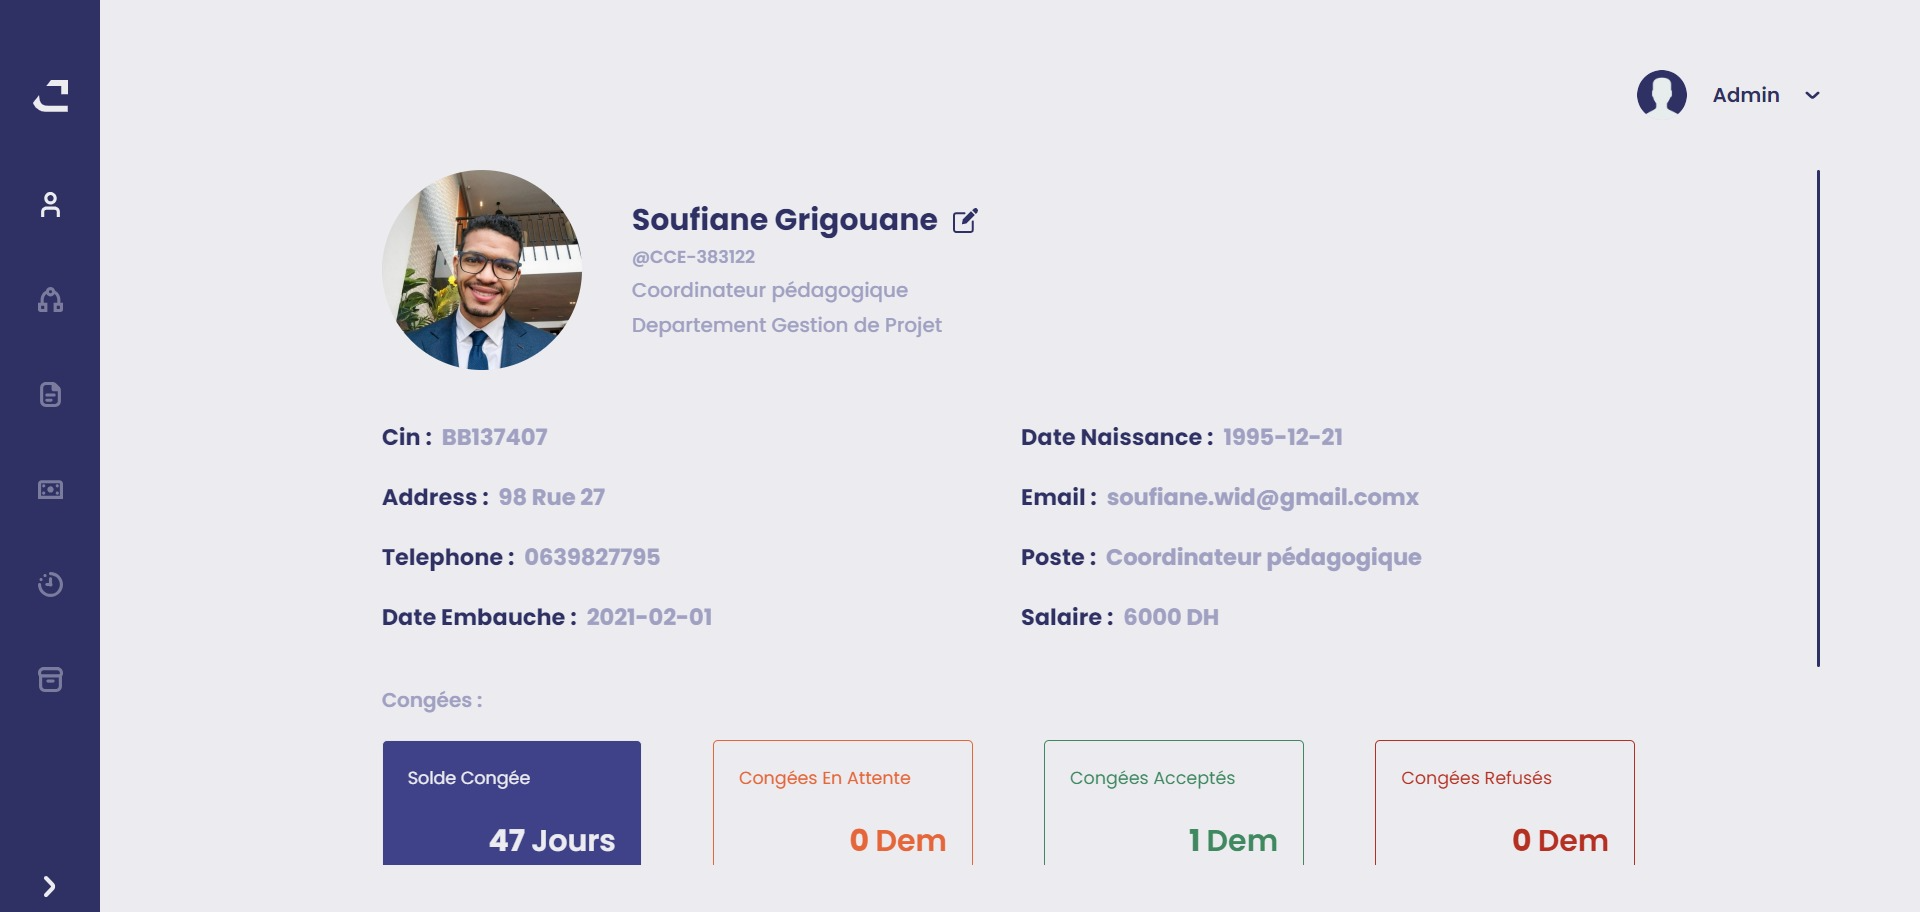 Admin
Soufiane Grigouane
@CCE-383122
Coordinateur pédagogique
Departement Gestion de Projet
Cin : BB137407
Date Naissance : 1995-12-21
Address : 98 Rue 27
Email : soufiane.wid@gmail.comx
Telephone : 0639827795
Poste : Coordinateur pédagogique
Date Embauche : 2021-02-01
Salaire : 6000 DH
Congées :
Solde Congée
47 Jours
Congées En Attente
0 Dem
Congées Acceptés
1 Dem
Congées Refusés
0 Dem